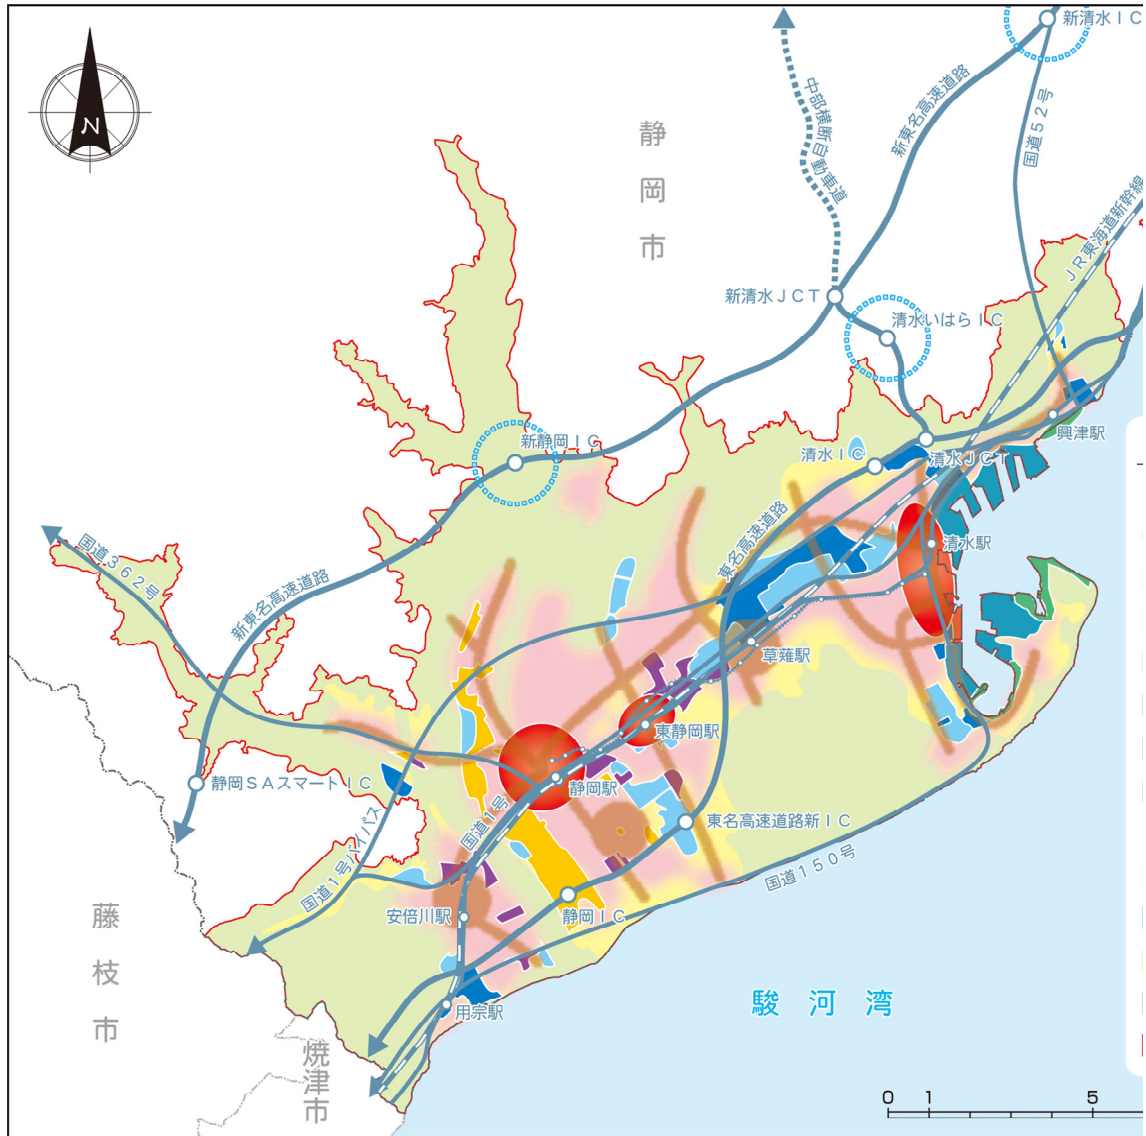 新清水ＩＣ
中部横断自動車道
新東名高速道路
国道５２号
N
静岡市
ＪＲ東海道新幹線
新清水ＪＣＴ
清水いはらＩＣ
興津駅
新静岡ＩＣ
清水ＩＣ
清水ＪＣＴ
国道３６２号
東名高速道路
清水駅
新東名高速道路
草薙駅
東静岡駅
静岡ＳＡスマートＩＣ
静岡駅
国道１号
東名高速道路新ＩＣ
国道１号バイパス
国道１５０号
安倍川駅
静岡ＩＣ
藤枝市
駿河湾
用宗駅
焼津市
0 1 5